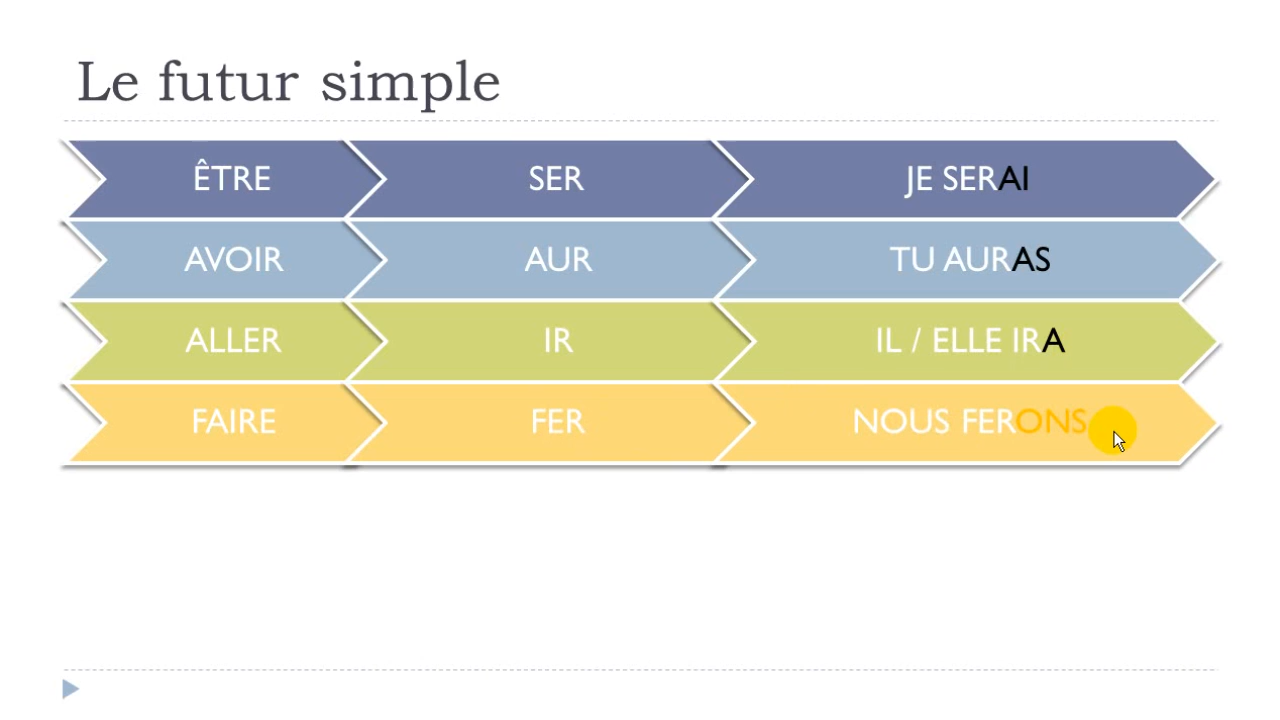 Le futur simple
ÊTRE SER JE SERAI
AVOIR AUR TU AURAS
ALLER IR IL / ELLE IRA
FAIRE FER NOUS FERONS